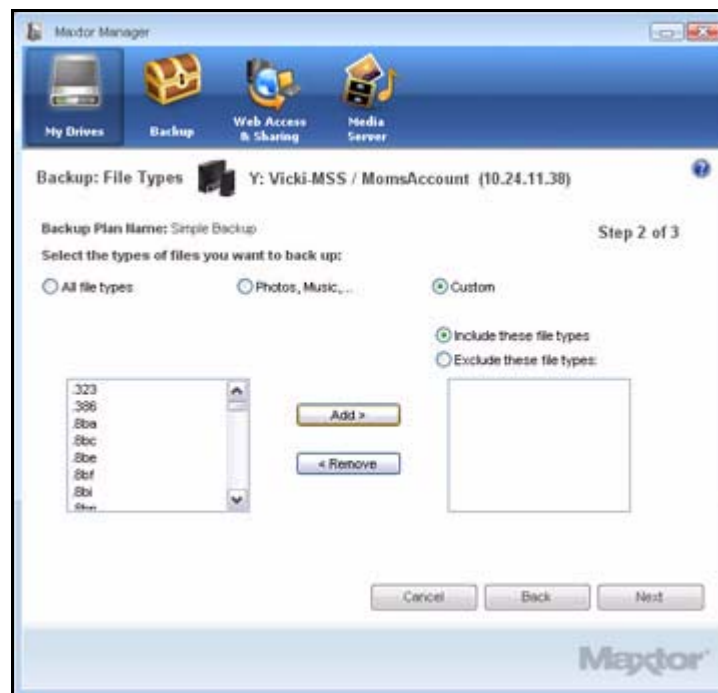 Maxtor Manager
My Drives
Backup
Web Access
& Sharing
Media
Server
Backup: File Types
Y: Vicki-MSS / MomsAccount (10.24.11.38)
Backup Plan Name: Simple Backup
Step 2 of 3
Select the types of files you want to back up:
All file types
Photos, Music,...
Custom
Include these file types
Exclude these file types:
.323
.386
.8ba
.8bc
.8be
.8bf
.8bi
Add >
< Remove
Cancel
Back
Next
Maxtor